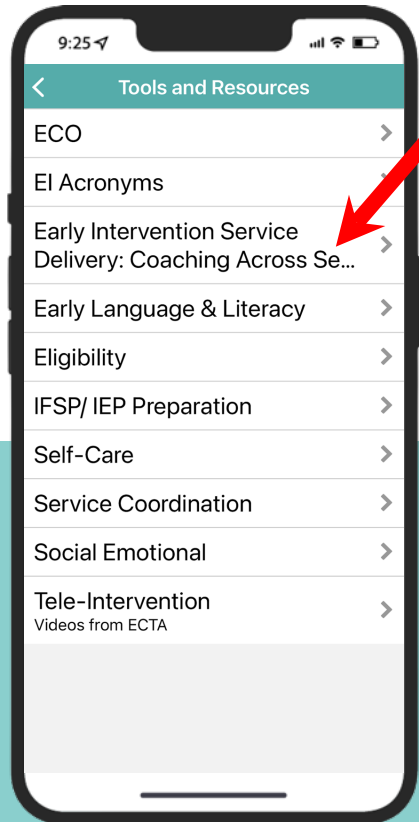 9:25
Tools and Resources
ECO
EI Acronyms
Early Intervention Service
Delivery: Coaching Across Se...
Early Language & Literacy
Eligibility
IFSP/ IEP Preparation
Self-Care
Service Coordination
Social Emotional
Tele-Intervention
Videos from ECTA